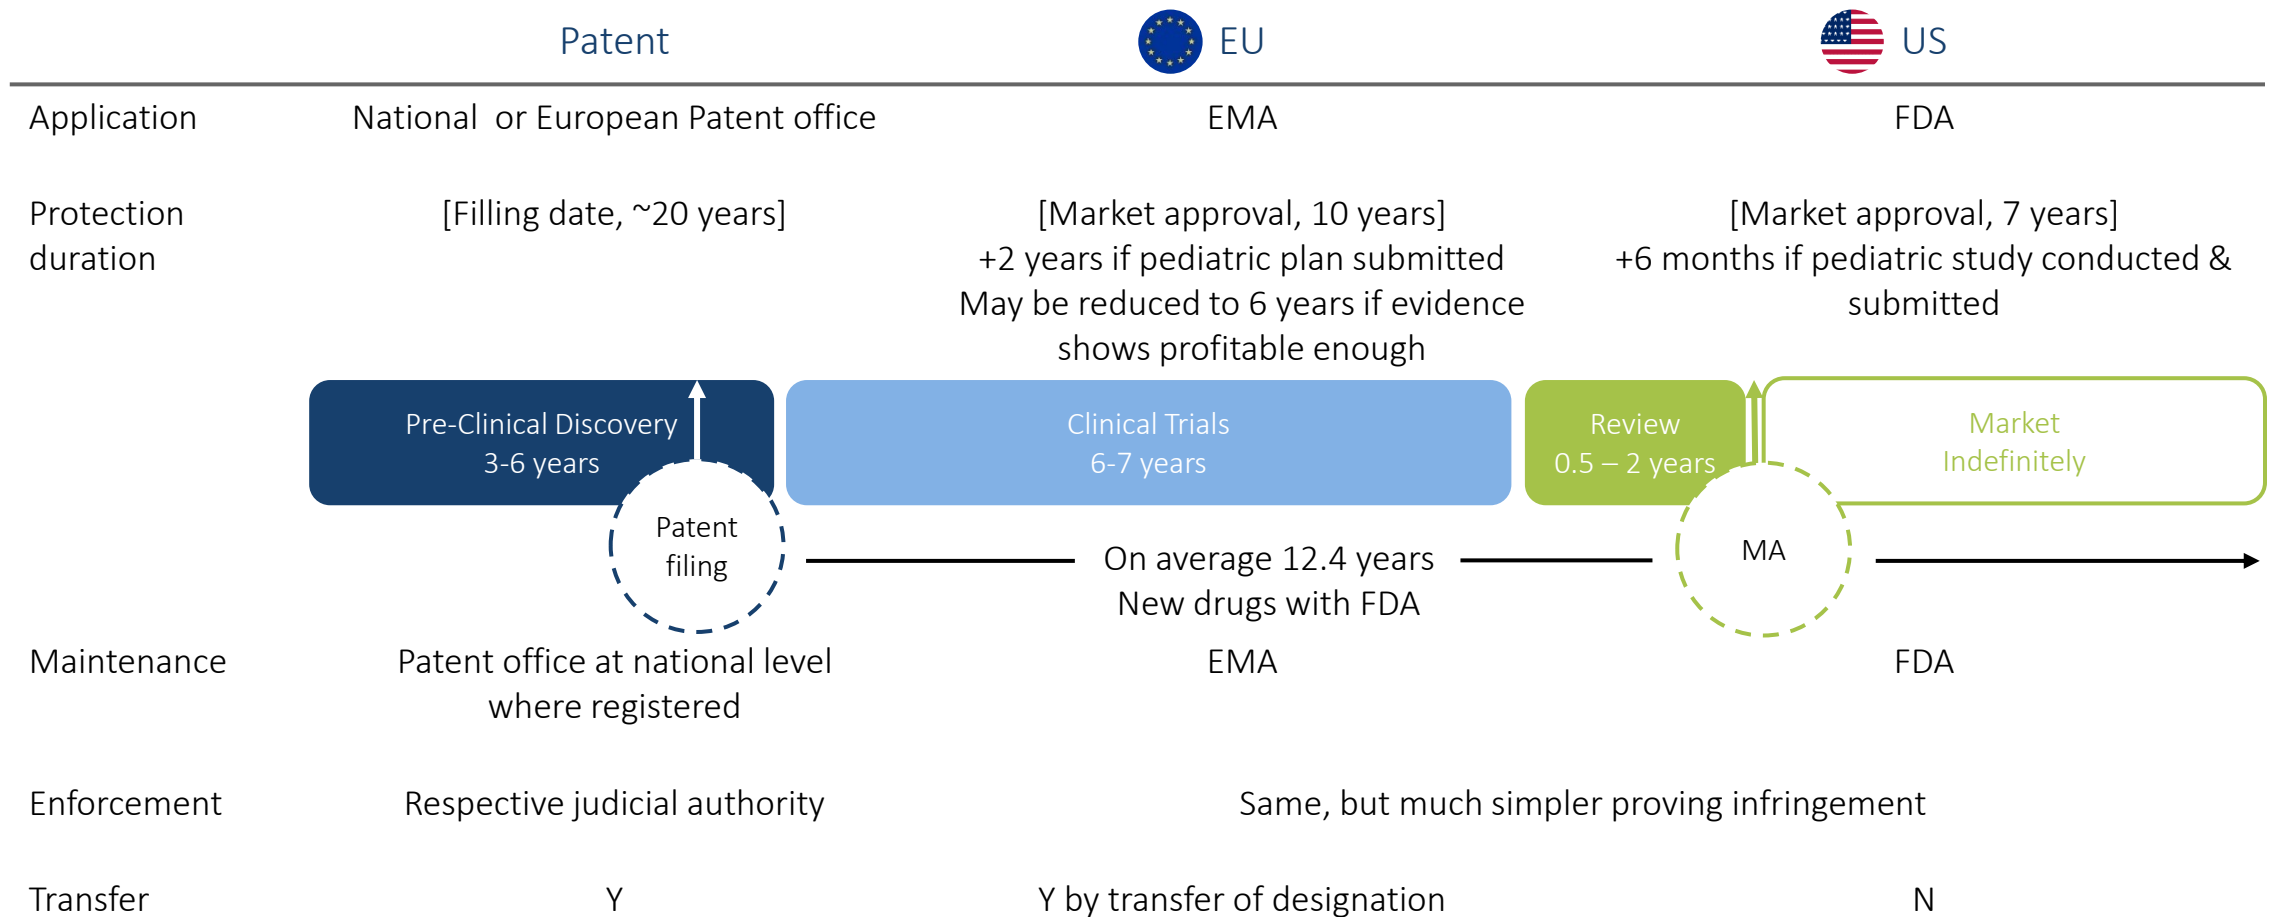 Patent
EU
US
Application
National or European Patent office
EMA
FDA
Protection
duration
[Filling date, ~20 years]
[Market approval, 10 years]
+2 years if pediatric plan submitted
May be reduced to 6 years if evidence
shows profitable enough
[Market approval, 7 years]
+6 months if pediatric study conducted &
submitted
Pre-Clinical Discovery
3-6 years
Clinical Trials
6-7 years
Review
0.5 – 2 years
Market
Indefinitely
Patent
filing
On average 12.4 years
New drugs with FDA
MA
Maintenance
Patent office at national level
where registered
EMA
FDA
Enforcement
Respective judicial authority
Same, but much simpler proving infringement
Transfer
Y
Y by transfer of designation
N